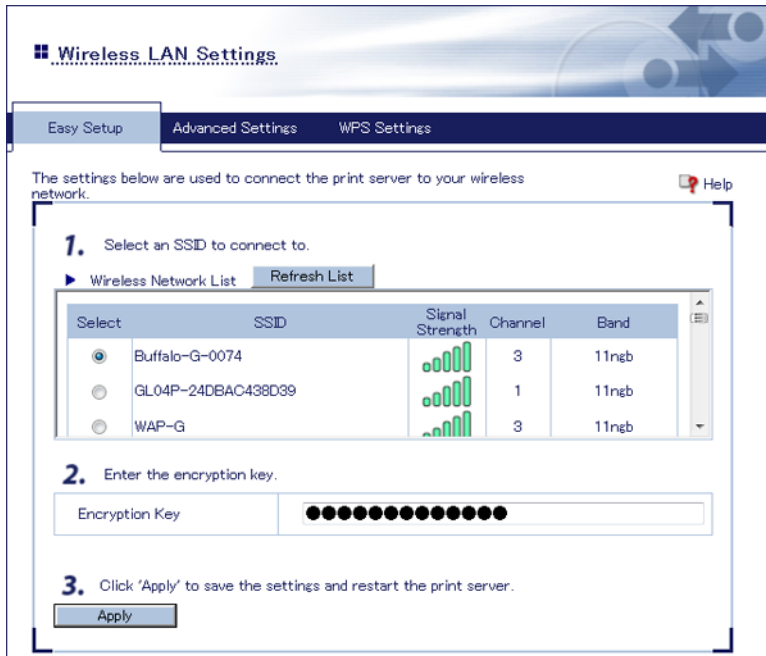 Wireless LAN Settings
Easy Setup Advanced Settings WPS Settings
The settings below are used to connect the print server to your wireless
network.
Help
1. Select an SSID to connect to.
Wireless Network List Refresh List
Select SSID Signal Strength Channel Band
Buffalo-G-0074 3 11ngb
GL04P-24DBAC438D39 1 11ngb
WAP-G 3 11ngb
2. Enter the encryption key.
Encryption Key ●●●●●●●●●●●●●
3. Click 'Apply' to save the settings and restart the print server.
Apply